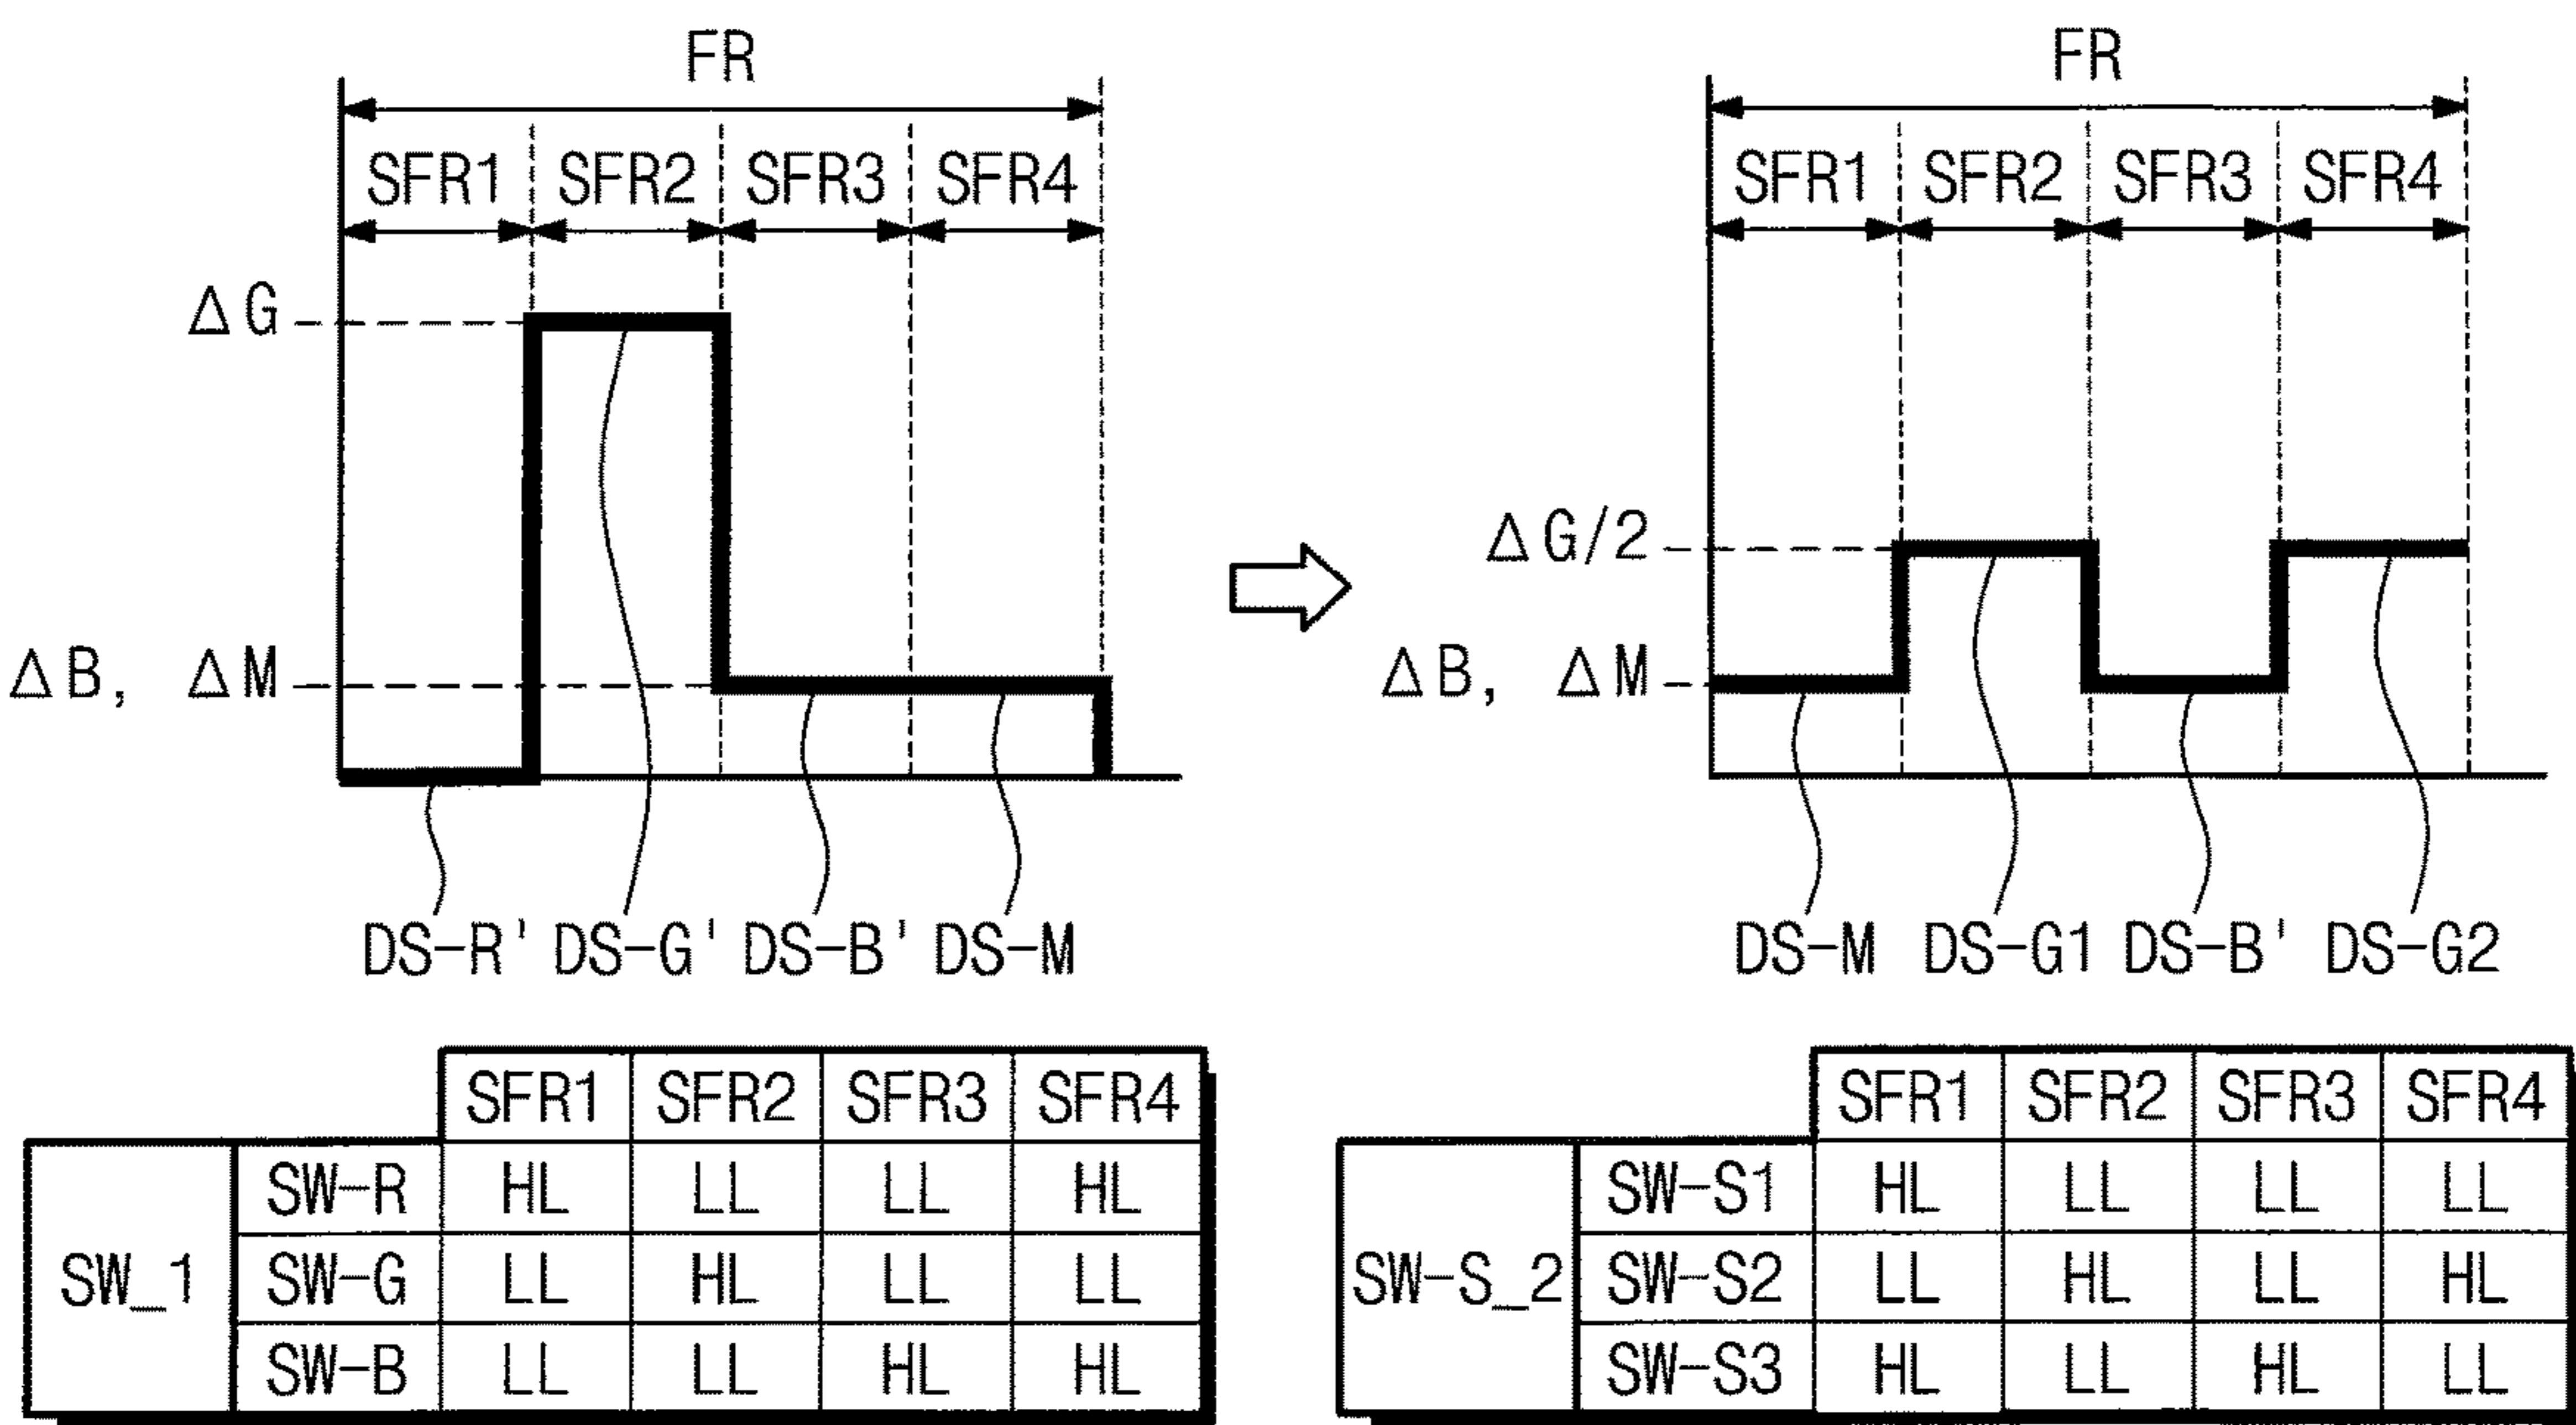 FR
SFR1 SFR2 SFR3 SFR4
ΔG
ΔB, ΔM
DS-R' DS-G' DS-B' DS-M
FR
SFR1 SFR2 SFR3 SFR4
ΔG/2
ΔB, ΔM
DS-M DS-G1 DS-B' DS-G2
SFR1 SFR2 SFR3 SFR4
SW_1
SW-R HL LL LL HL
SW-G LL HL LL LL
SW-B LL LL HL HL
SFR1 SFR2 SFR3 SFR4
SW-S_2
SW-S1 HL LL LL LL
SW-S2 LL HL LL HL
SW-S3 HL LL HL LL